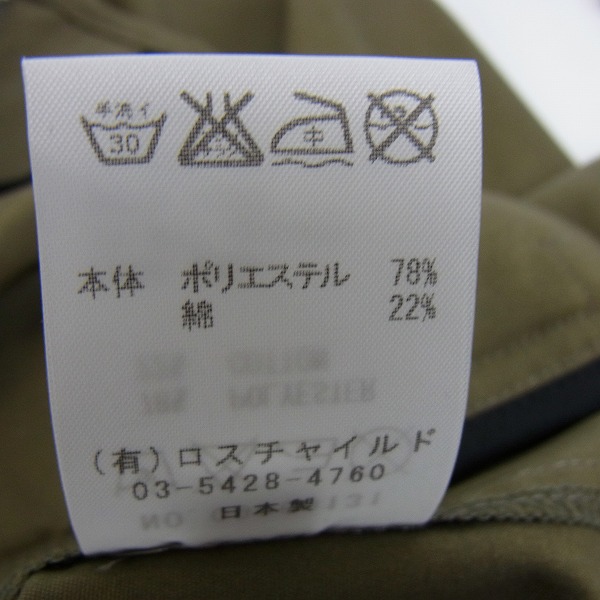 手洗イ
30 中
本体 ポリエステル 78%
綿 22%
(有)ロスチャイルド
03-5428-4760
日本製